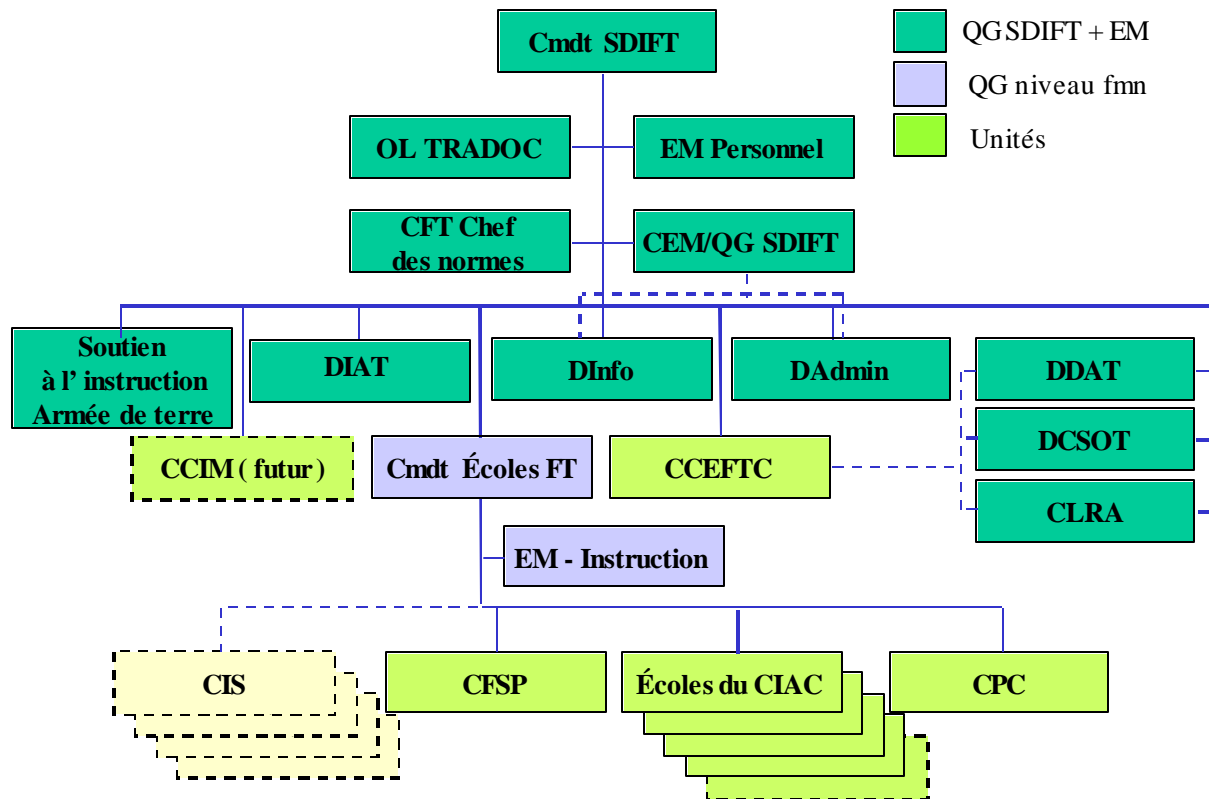 Cmdt SDIFT
QG SDIFT + EM
QG niveau fmn
Unités
OL TRADOC
EM Personnel
CFT Chef
des normes
CEM/QG SDIFT
Soutien
à l' instruction
Armée de terre
DIAT
DInfo
DAdmin
DDAT
DCSOT
CLRA
CCIM ( futur )
Cmdt Écoles FT
CCEFTC
EM - Instruction
CIS
CFSP
Écoles du CIAC
CPC